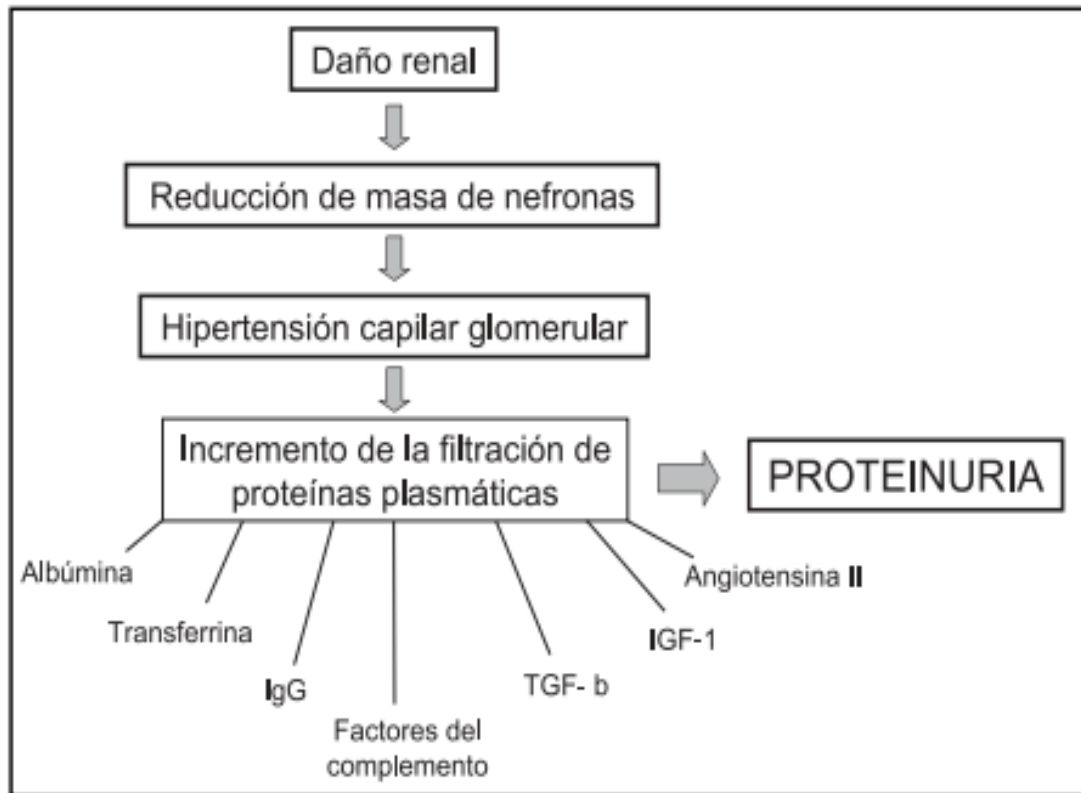 Daño renal
Reducción de masa de nefronas
Hipertensión capilar glomerular
Incremento de la filtración de
proteínas plasmáticas
PROTEINURIA
Albúmina
Transferrina
IgG
Factores del
complemento
TGF- b
IGF-1
Angiotensina II